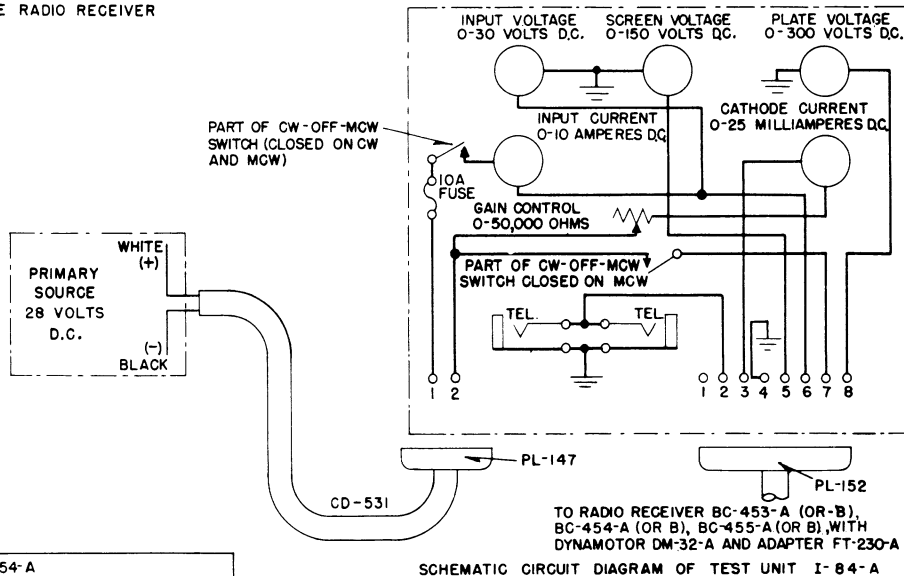 E RADIO RECEIVER
INPUT VOLTAGE
0-30 VOLTS D.C.
SCREEN VOLTAGE
0-150 VOLTS D.C.
PLATE VOLTAGE
0-300 VOLTS D.C.
INPUT CURRENT
0-10 AMPERES D.C.
CATHODE CURRENT
0-25 MILLIAMPERES D.C.
PART OF CW-OFF-MCW
SWITCH (CLOSED ON CW
AND MCW)
10A
FUSE
GAIN CONTROL
0-50,000 OHMS
PART OF CW-OFF-MCW
SWITCH CLOSED ON MCW
WHITE
(+)
PRIMARY
SOURCE
28 VOLTS
D.C.
(-)
BLACK
TEL.
TEL.
1 2
1 2 3 4 5 6 7 8
PL-147
PL-152
CD-531
TO RADIO RECEIVER BC-453-A (OR-B),
BC-454-A (OR B), BC-455-A (OR B), WITH
DYNAMOTOR DM-32-A AND ADAPTER FT-230-A
54-A
SCHEMATIC CIRCUIT DIAGRAM OF TEST UNIT I-84-A